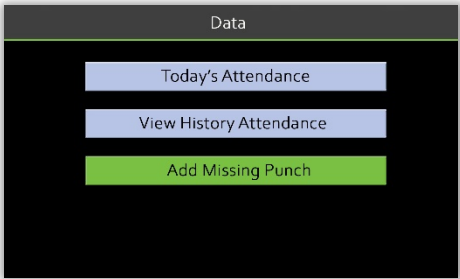 Data
Today's Attendance
View History Attendance
Add Missing Punch